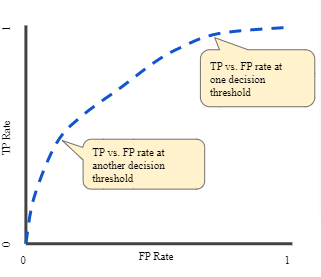 1
TP vs. FP rate at
one decision
threshold
TP Rate
TP vs. FP rate at
another decision
threshold
0
0
FP Rate
1